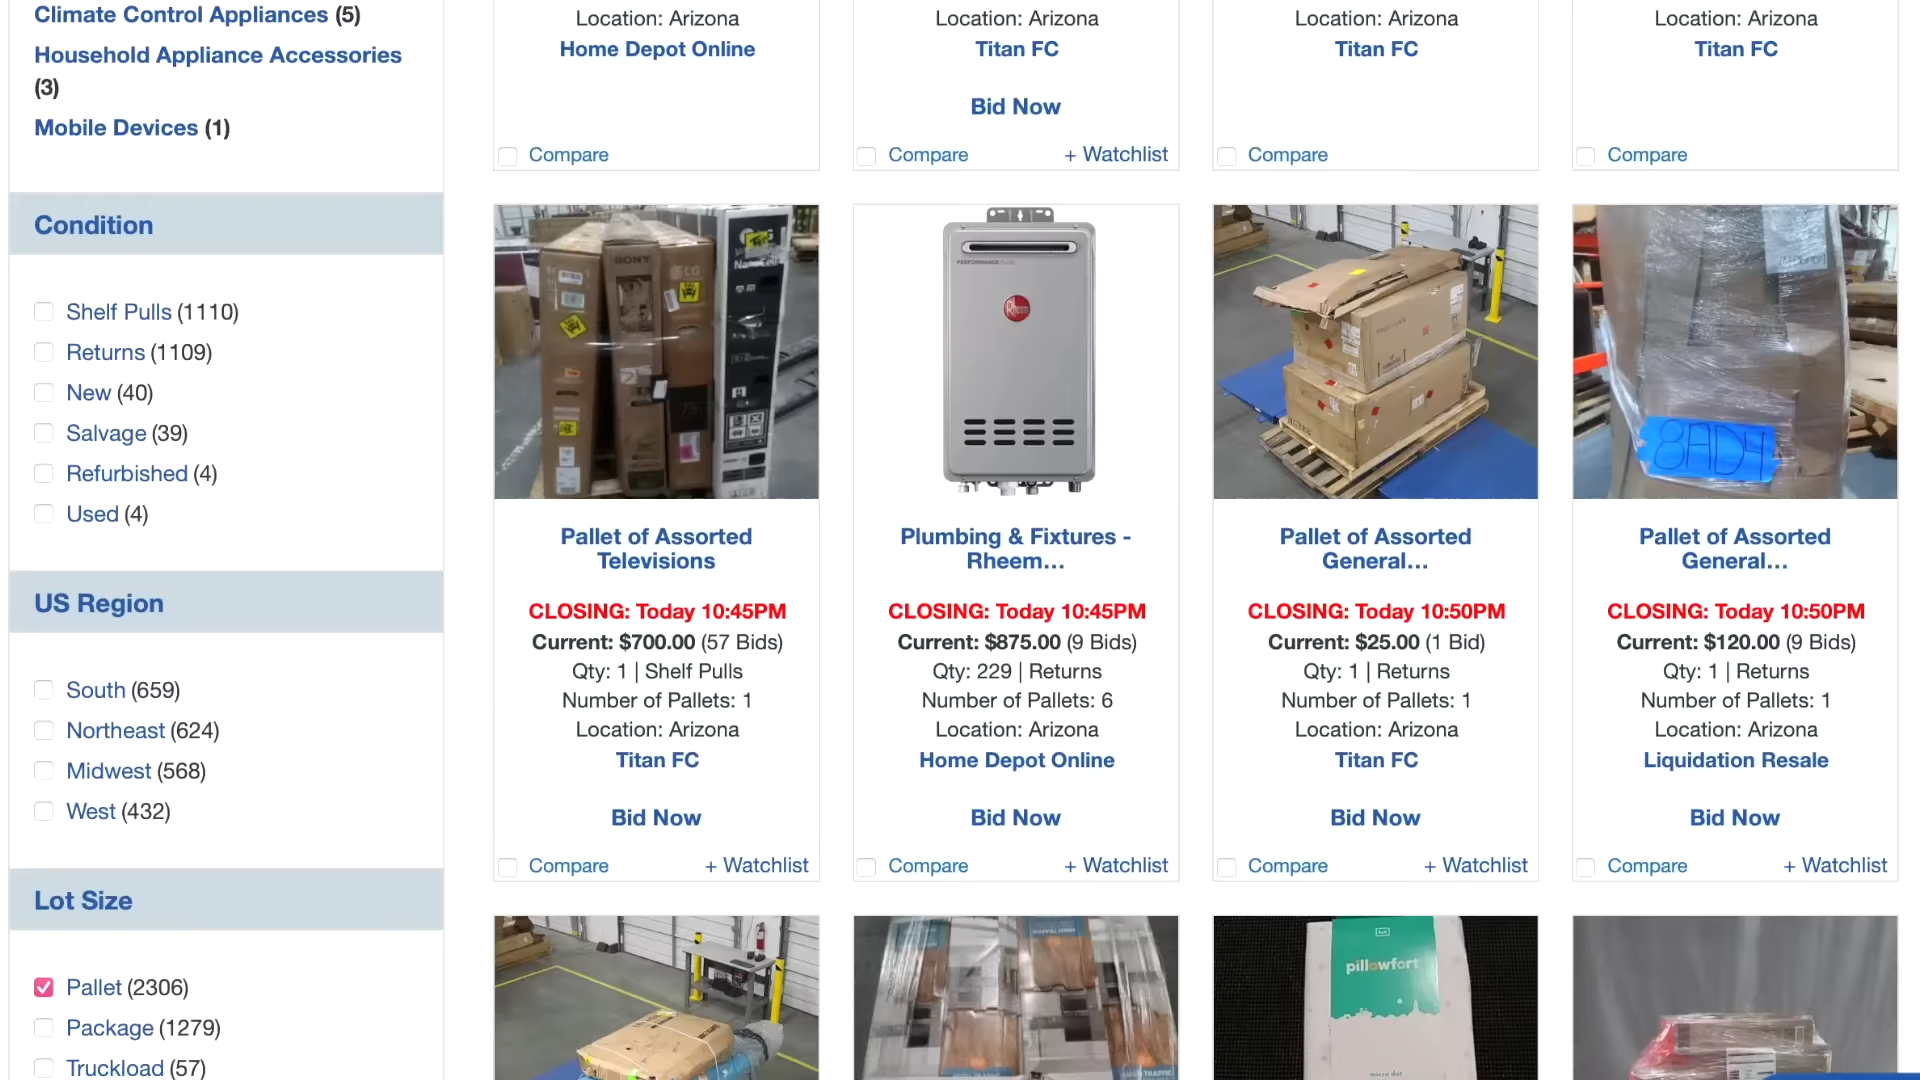 Climate Control Appliances (5)
Household Appliance Accessories
(3)
Mobile Devices (1)
Condition
Shelf Pulls (1110)
Returns (1109)
New (40)
Salvage (39)
Refurbished (4)
Used (4)
US Region
South (659)
Northeast (624)
Midwest (568)
West (432)
Lot Size
Pallet (2306)
Package (1279)
Truckload (57)
Location: Arizona
Home Depot Online
Compare
Location: Arizona
Titan FC
Bid Now
Compare
+ Watchlist
Location: Arizona
Titan FC
Compare
Location: Arizona
Titan FC
Compare
SONY
LG
Pallet of Assorted
Televisions
CLOSING: Today 10:45PM
Current: $700.00 (57 Bids)
Qty: 1 | Shelf Pulls
Number of Pallets: 1
Location: Arizona
Titan FC
Bid Now
Compare
+ Watchlist
Plumbing & Fixtures -
Rheem...
CLOSING: Today 10:45PM
Current: $875.00 (9 Bids)
Qty: 229 | Returns
Number of Pallets: 6
Location: Arizona
Home Depot Online
Bid Now
Compare
+ Watchlist
Pallet of Assorted
General...
CLOSING: Today 10:50PM
Current: $25.00 (1 Bid)
Qty: 1 | Returns
Number of Pallets: 1
Location: Arizona
Titan FC
Bid Now
Compare
+ Watchlist
Pallet of Assorted
General...
CLOSING: Today 10:50PM
Current: $120.00 (9 Bids)
Qty: 1 | Returns
Number of Pallets: 1
Location: Arizona
Liquidation Resale
Bid Now
Compare
+ Watchlist
pillowfort
micro dot